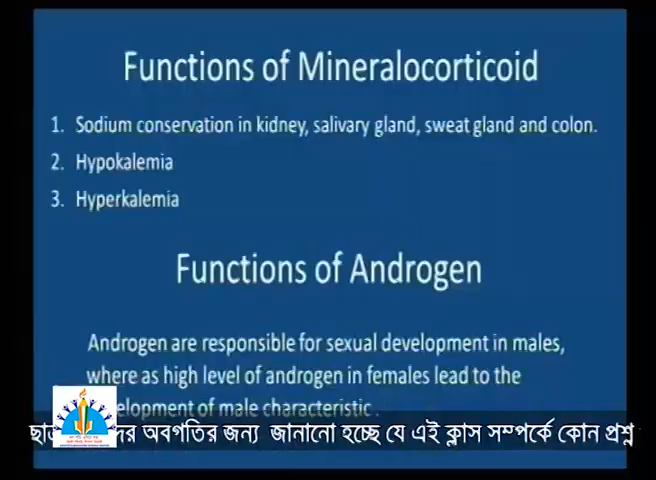 Functions of Mineralocorticoid
1. Sodium conservation in kidney, salivary gland, sweat gland and colon.
2. Hypokalemia
3. Hyperkalemia
Functions of Androgen
Androgen are responsible for sexual development in males,
where as high level of androgen in females lead to the
elopment of male characteristic .
অবগতির জন্য জানানো হচ্ছে যে এই ক্লাস সম্পর্কে কোন প্রশ্ন